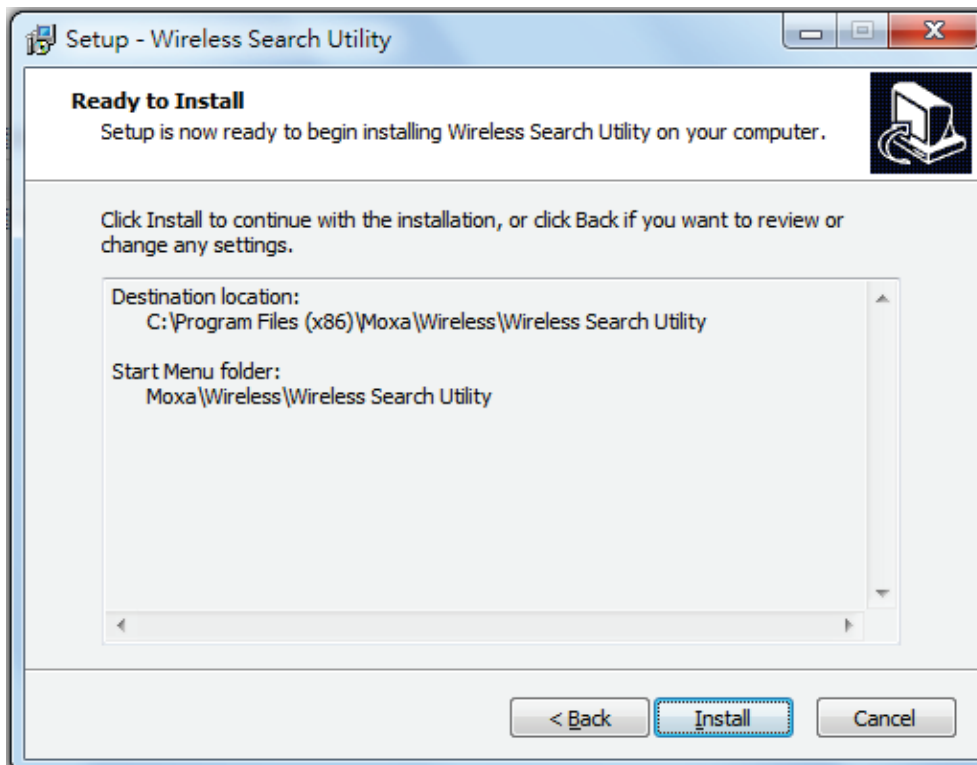 Setup - Wireless Search Utility
Ready to Install
Setup is now ready to begin installing Wireless Search Utility on your computer.
Click Install to continue with the installation, or click Back if you want to review or
change any settings.
Destination location:
C:\Program Files (x86)\Moxa\Wireless\Wireless Search Utility
Start Menu folder:
Moxa\Wireless\Wireless Search Utility
< Back
Install
Cancel